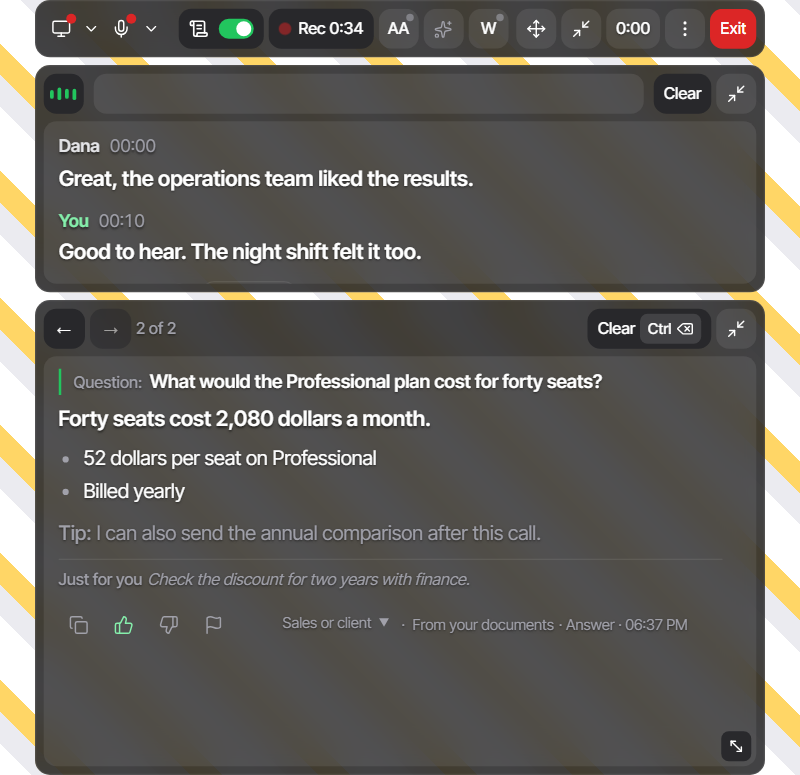 Rec 0:34 AA W 0:00 Exit
Clear
Dana 00:00
Great, the operations team liked the results.
You 00:10
Good to hear. The night shift felt it too.
← → 2 of 2 Clear Ctrl
Question: What would the Professional plan cost for forty seats?
Forty seats cost 2,080 dollars a month.
• 52 dollars per seat on Professional
• Billed yearly
Tip: I can also send the annual comparison after this call.
Just for you Check the discount for two years with finance.
Sales or client ▼ · From your documents · Answer · 06:37 PM